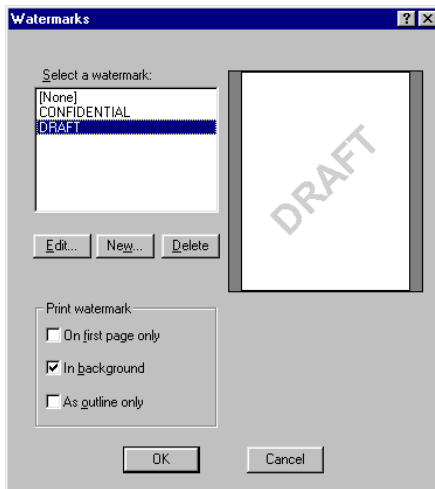 Watermarks
Select a watermark:
[None]
CONFIDENTIAL
DRAFT
DRAFT
Edit...
New...
Delete
Print watermark
On first page only
In background
As outline only
OK
Cancel